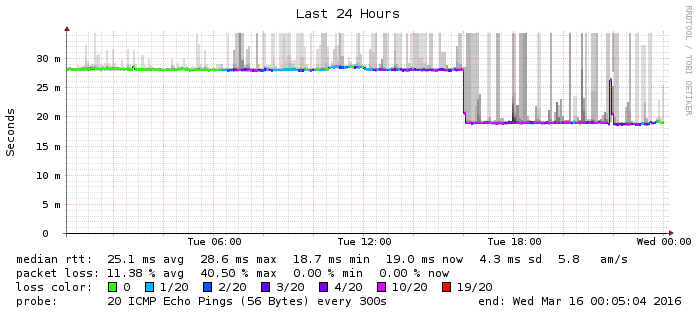 Last 24 Hours
RRDTOOL / TOBI OETIKER
Seconds
30 m
25 m
20 m
15 m
10 m
5 m
0
Tue 06:00 Tue 12:00 Tue 18:00 Wed 00:00
median rtt: 25.1 ms avg 28.6 ms max 18.7 ms min 19.0 ms now 4.3 ms sd 5.8 am/s
packet loss: 11.38 % avg 40.50 % max 0.00 % min 0.00 % now
loss color: 0 1/20 2/20 3/20 4/20 10/20 19/20
probe: 20 ICMP Echo Pings (56 Bytes) every 300s end: Wed Mar 16 00:05:04 2016